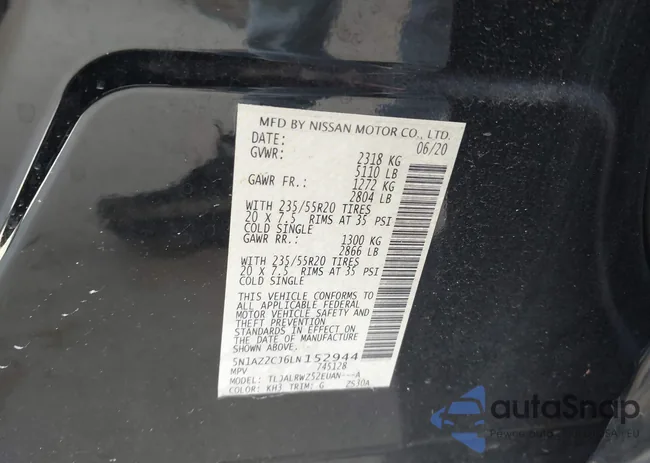 MFD BY NISSAN MOTOR CO., LTD.
DATE: 06/20
GVWR: 2318 KG
5110 LB
GAWR FR.: 1272 KG
2804 LB
WITH 235/55R20 TIRES
20 X 7.5 RIMS AT 35 PSI
COLD SINGLE
GAWR RR.: 1300 KG
2866 LB
WITH 235/55R20 TIRES
20 X 7.5 RIMS AT 35 PSI
COLD SINGLE
THIS VEHICLE CONFORMS TO
ALL APPLICABLE FEDERAL
MOTOR VEHICLE SAFETY AND
THEFT PREVENTION
STANDARDS IN EFFECT ON
THE DATE OF MANUFACTURE
SHOWN ABOVE.
MPV 745128
MODEL:
COLOR: KH3 TRIM: G
autoSnap